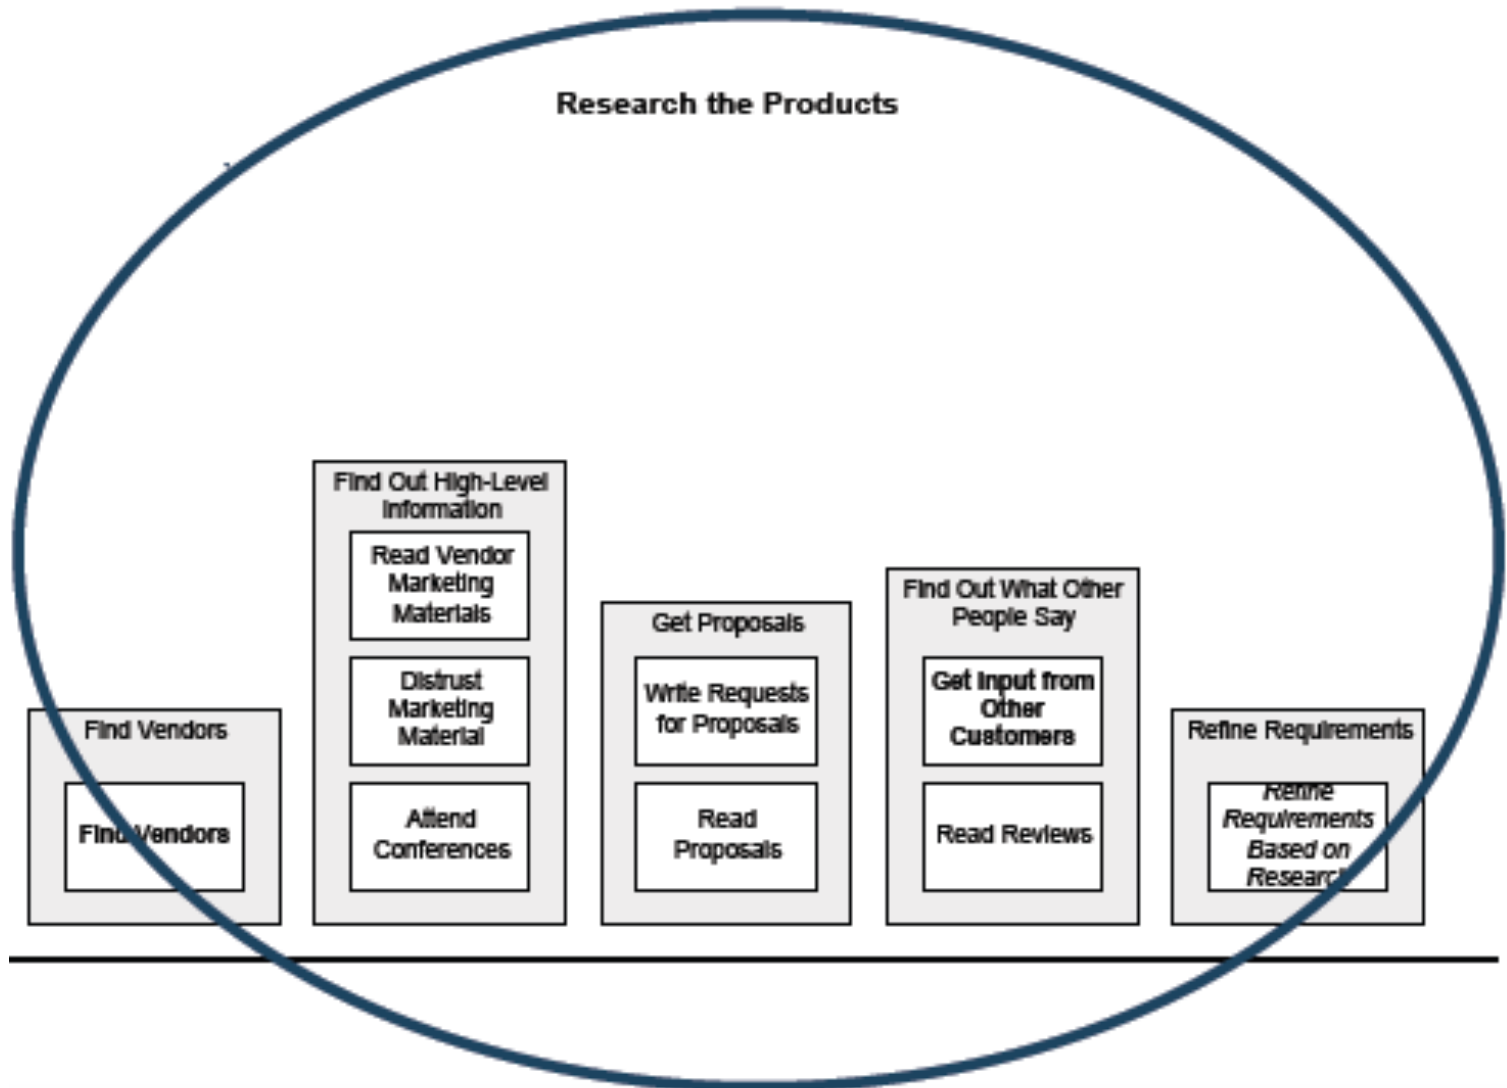 Research the Products
Find Vendors
Find Vendors
Find Out High-Level
Information
Read Vendor
Marketing
Materials
Distrust
Marketing
Material
Attend
Conferences
Get Proposals
Write Requests
for Proposals
Read
Proposals
Find Out What Other
People Say
Get Input from
Other
Customers
Read Reviews
Refine Requirements
Refine
Requirements
Based on
Research